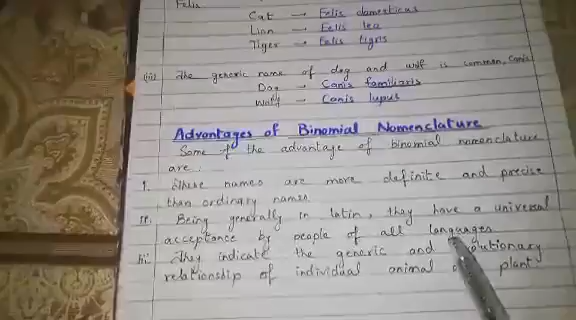 Felis
Cat → Felis domesticus
Lion → Felis leo
Tiger → Felis tigris
(iii) The generic name of dog and wolf is common, Canis
Dog → Canis familiaris
Wolf → Canis lupus
Advantages of Binomial Nomenclature
Some of the advantage of binomial nomenclature
are:
i. These names are more definite and precise
than ordinary names.
ii. Being generally in latin, they have a universal
acceptance by people of all languages
iii. They indicate the generic and
relationship of individual animal plant.